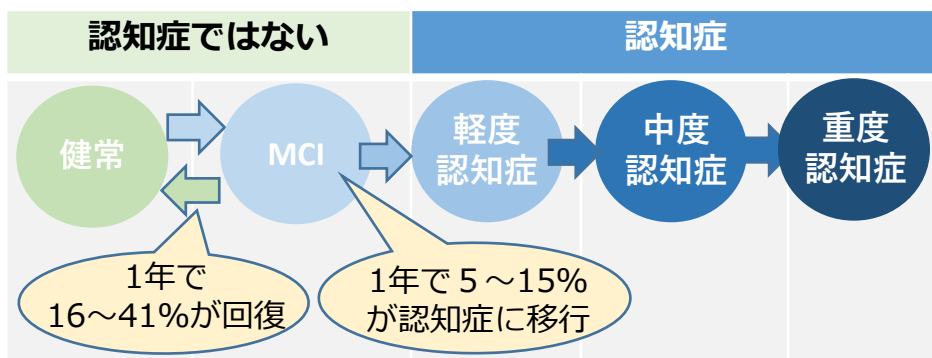 認知症ではない
認知症
健常
MCI
軽度
認知症
中度
認知症
重度
認知症
1年で
16～41%が回復
1年で５～15%
が認知症に移行